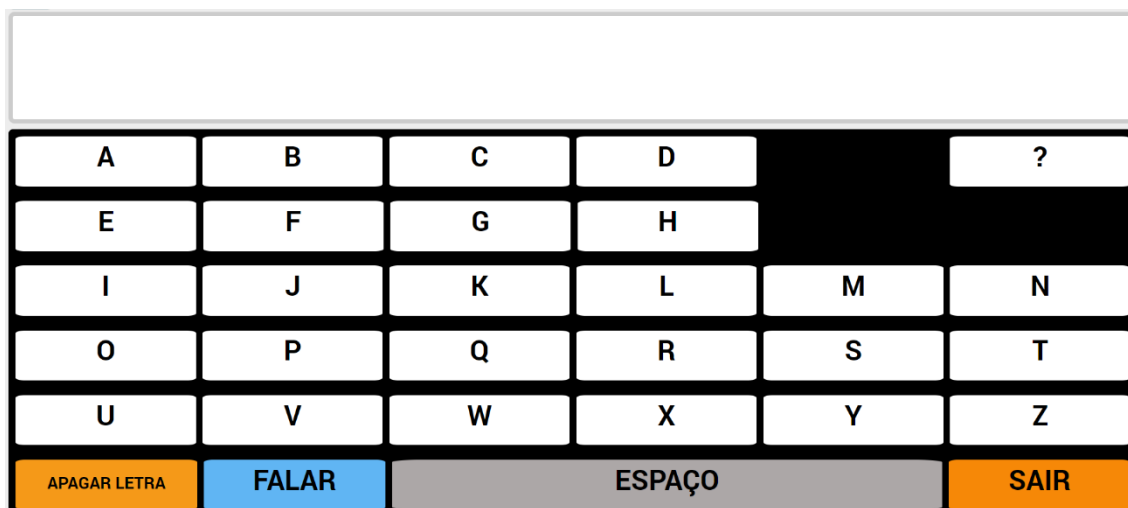 A B C D ?
E F G H
I J K L M N
O P Q R S T
U V W X Y Z
APAGAR LETRA FALAR ESPAÇO SAIR